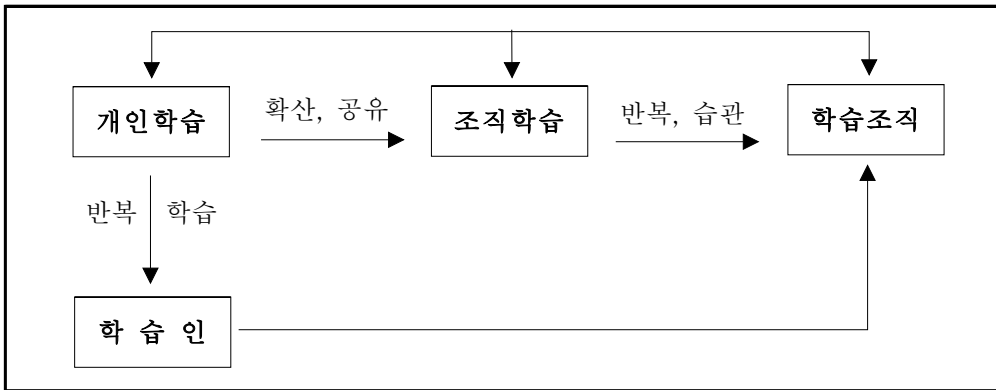 확산, 공유
반복, 습관
개인학습
조직학습
학습조직
반복
학습
학 습 인